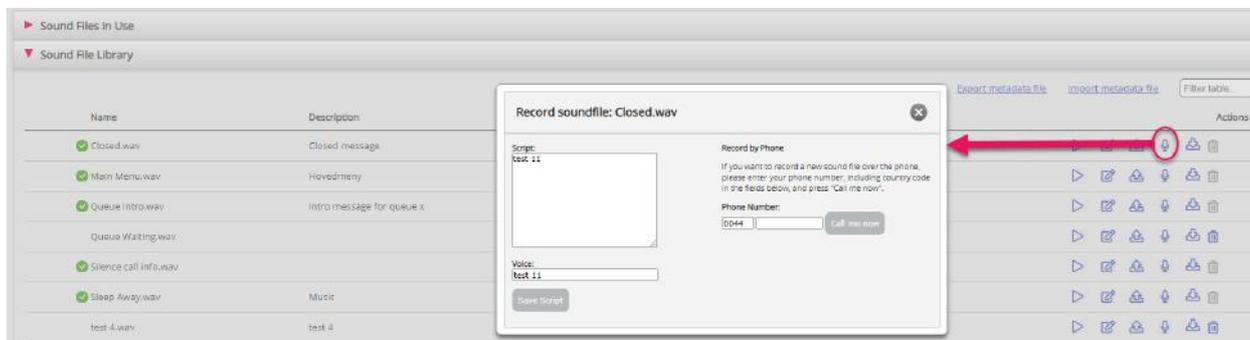 Sound Files in Use
Sound File Library
Export metadata file Import metadata file Filter table...
Name Description Actions
Closed.wav Closed message
Main Menu.wav Hovedmeny
Queue Intro.wav Intro message for queue x
Queue Waiting.wav
Silence call info.wav
Sleep Away.wav Music
test 4.wav test 4
Record soundfile: Closed.wav
Script:
test 11
Voice:
test 11
Save Script
Record by Phone
If you want to record a new sound file over the phone,
please enter your phone number, including country code
in the fields below, and press "Call me now".
Phone Number:
0044 Call me now